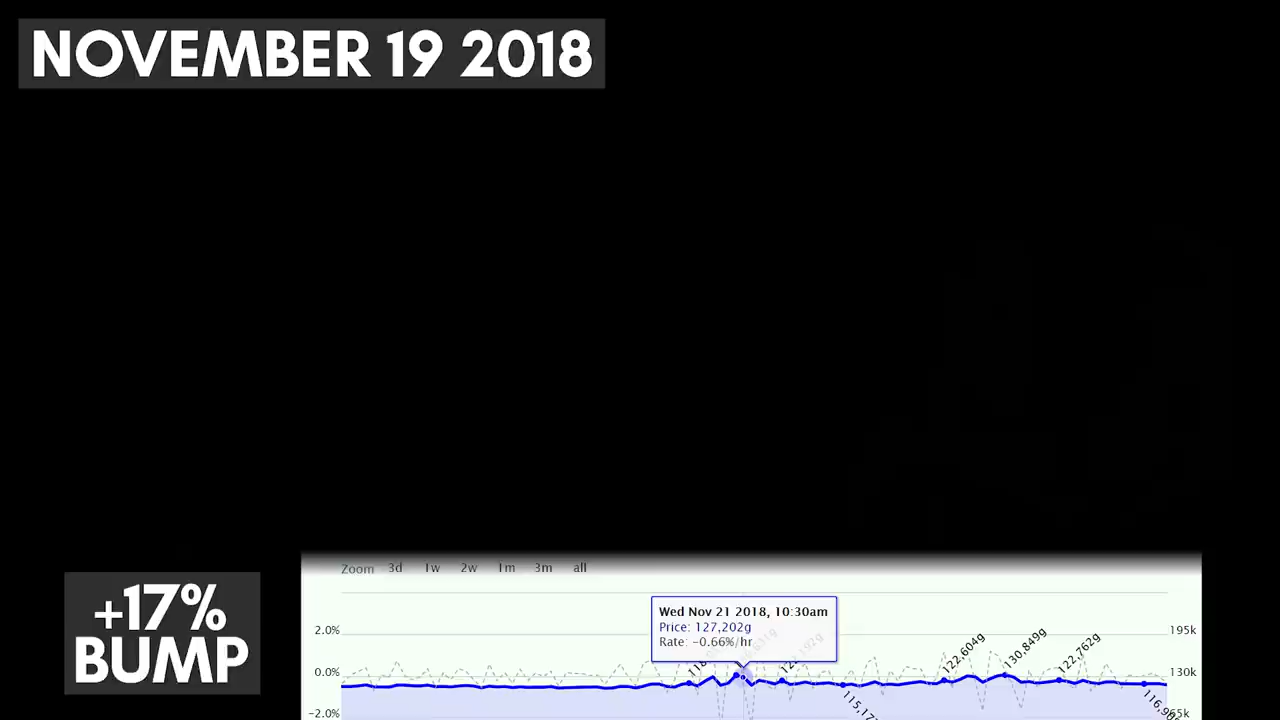 NOVEMBER 19 2018
+17%
BUMP
Zoom 3d 1w 2w 1m 3m all
Wed Nov 21 2018, 10:30am
Price: 127,202g
Rate: -0.66%/hr
2.0%
195k
122,604g
130,849g
122,762g
0.0%
130k
-2.0%